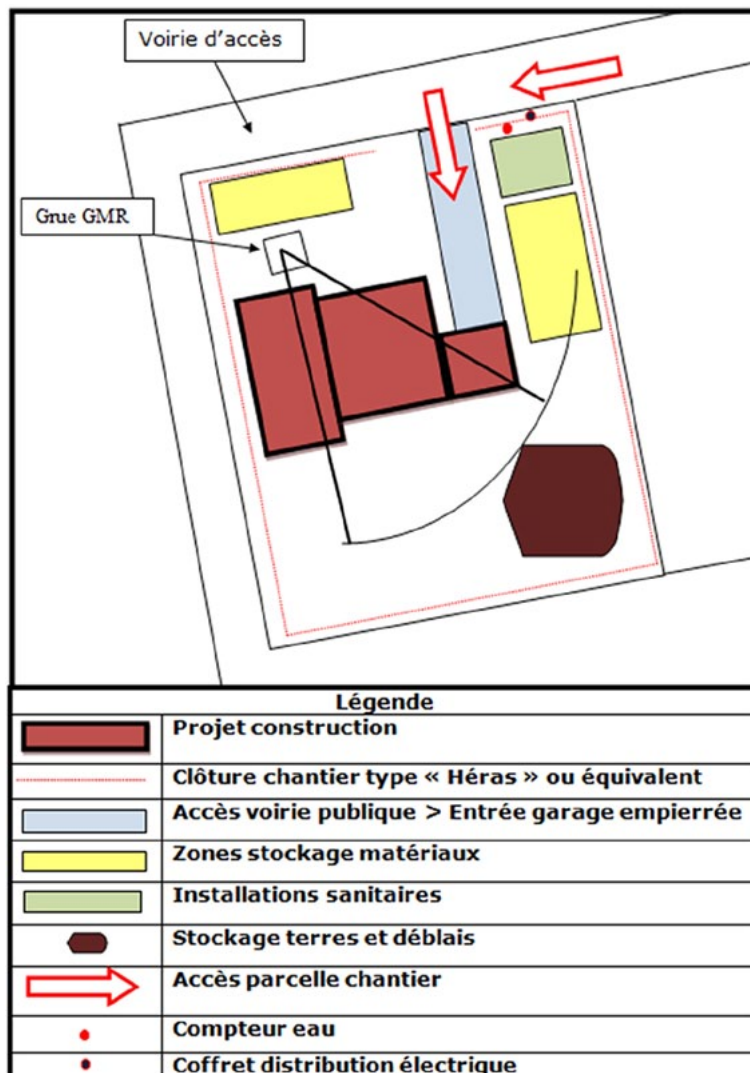 Voirie d'accès
Grue GMR
Légende
Projet construction
Clôture chantier type « Héras » ou équivalent
Accès voirie publique > Entrée garage empierrée
Zones stockage matériaux
Installations sanitaires
Stockage terres et déblais
Accès parcelle chantier
Compteur eau
Coffret distribution électrique